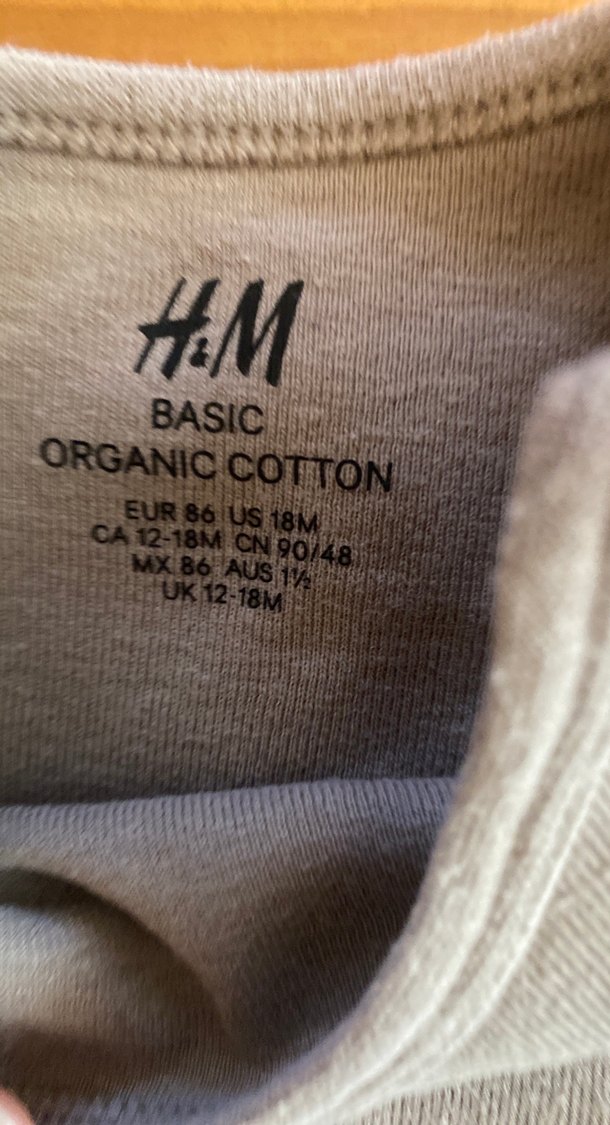 H&M
BASIC
ORGANIC COTTON
EUR 86 US 18M
CA 12-18M CN 90/48
MX 86 AUS 1½
UK 12-18M